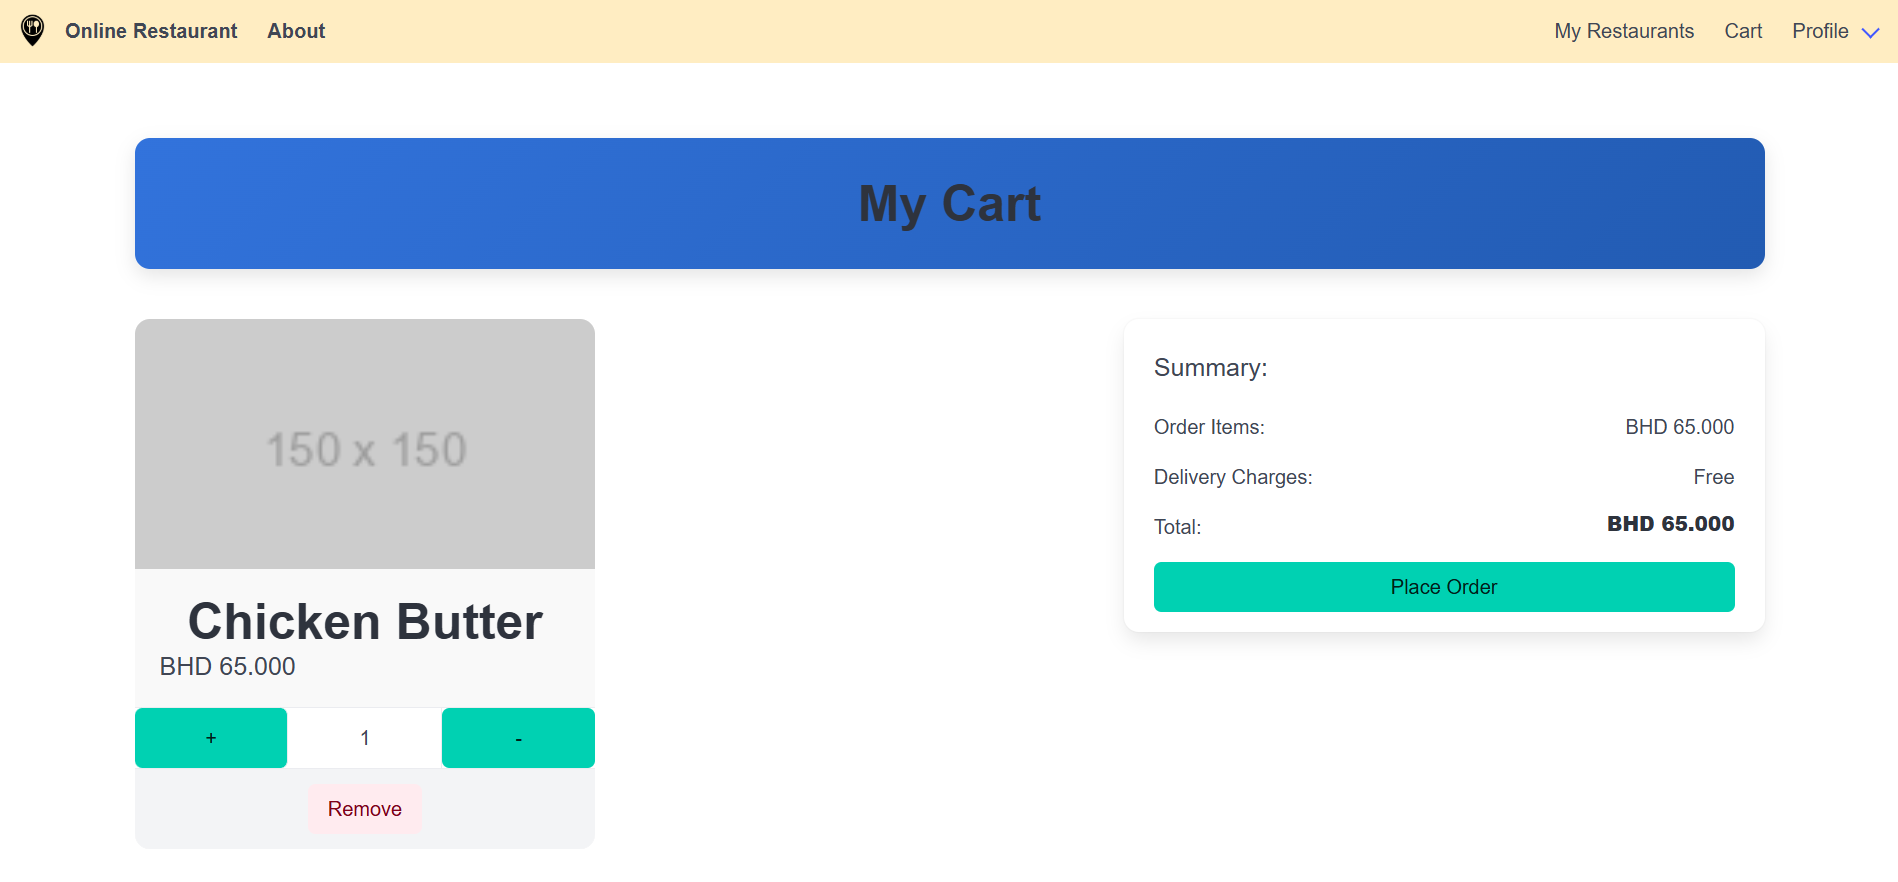 Online Restaurant
About
My Restaurants
Cart
Profile
My Cart
150 x 150
Chicken Butter
BHD 65.000
+
1
-
Remove
Summary:
Order Items:
BHD 65.000
Delivery Charges:
Free
Total:
BHD 65.000
Place Order